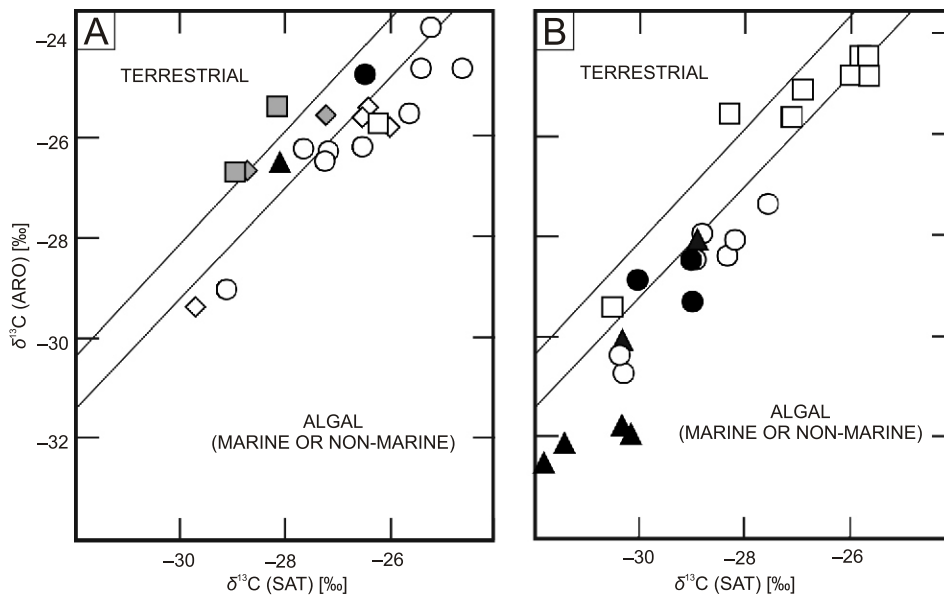 A
B
TERRESTRIAL
TERRESTRIAL
ALGAL
(MARINE OR NON-MARINE)
ALGAL
(MARINE OR NON-MARINE)
δ¹³C (ARO) [‰]
–24
–26
–28
–30
–32
–30
–28
–26
–30
–28
–26
δ¹³C (SAT) [‰]
δ¹³C (SAT) [‰]